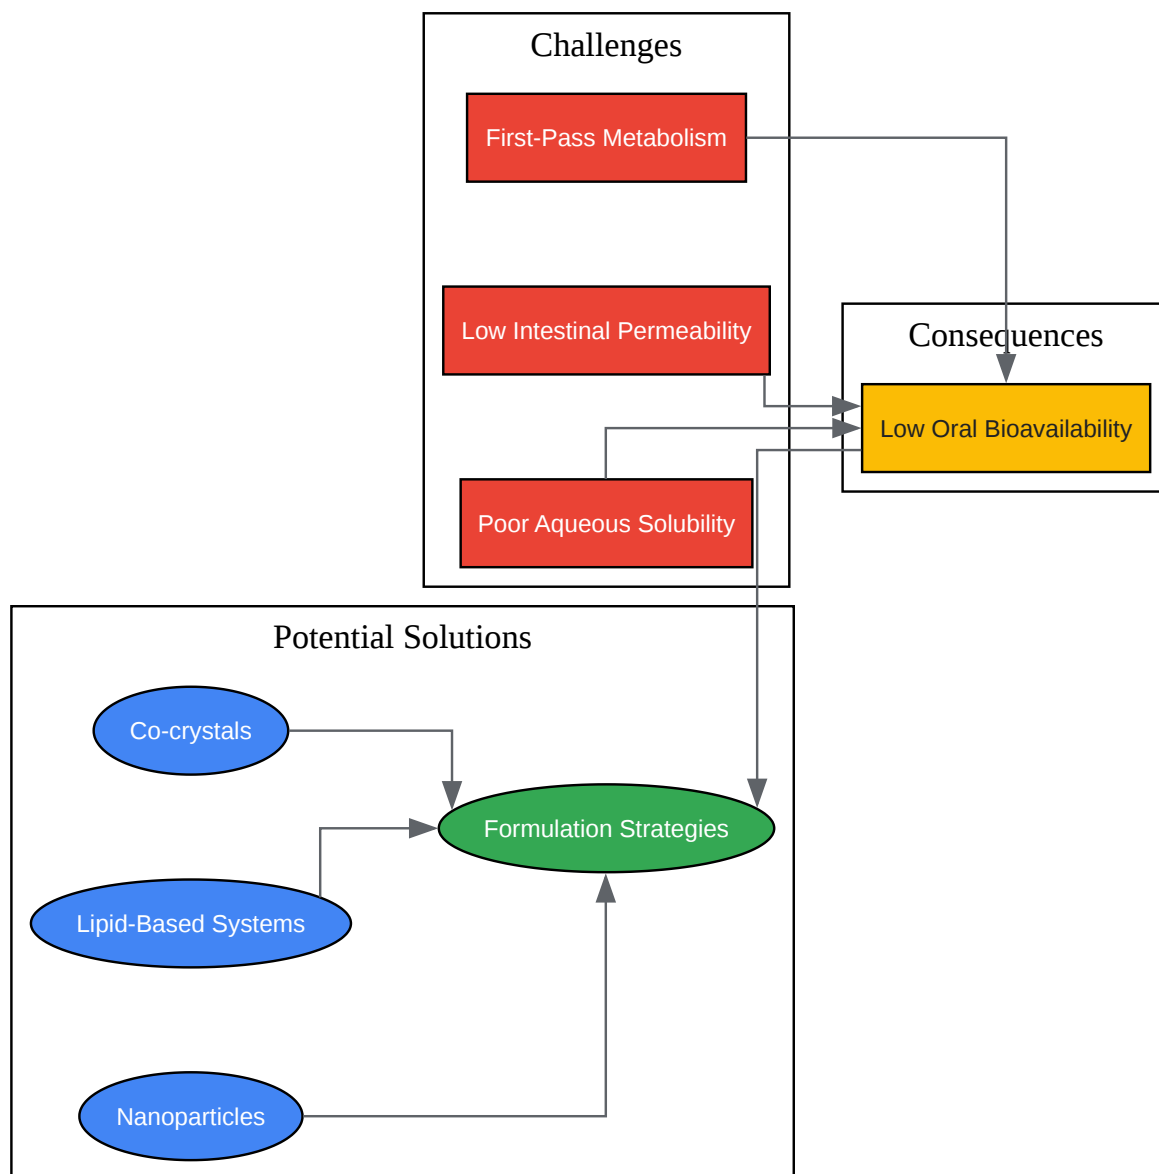 Challenges
First-Pass Metabolism
Low Intestinal Permeability
Consequences
Low Oral Bioavailability
Poor Aqueous Solubility
Potential Solutions
Co-crystals
Formulation Strategies
Lipid-Based Systems
Nanoparticles